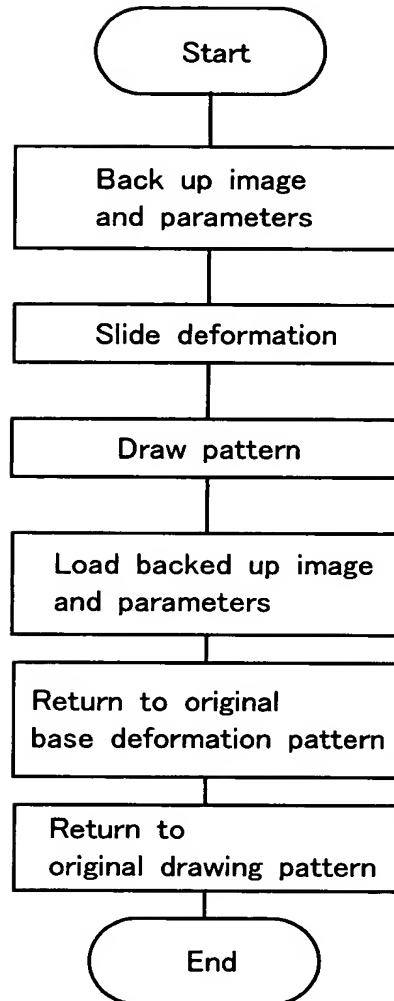 Start
Back up image
and parameters
Slide deformation
Draw pattern
Load backed up image
and parameters
Return to original
base deformation pattern
Return to
original drawing pattern
End